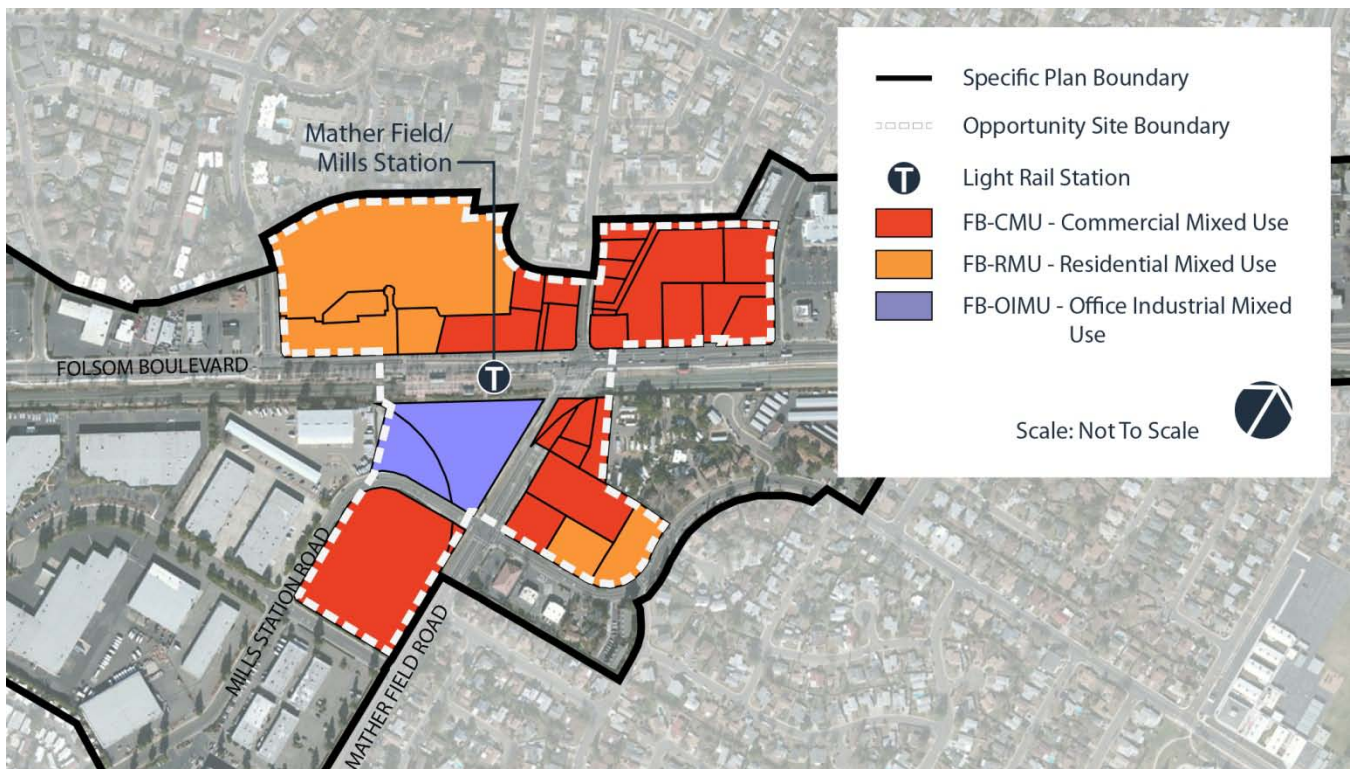 Mather Field/
Mills Station
T
FOLSOM BOULEVARD
MILLS STATION ROAD
MATHER FIELD ROAD
Specific Plan Boundary
Opportunity Site Boundary
T
Light Rail Station
FB-CMU - Commercial Mixed Use
FB-RMU - Residential Mixed Use
FB-OIMU - Office Industrial Mixed
Use
Scale: Not To Scale